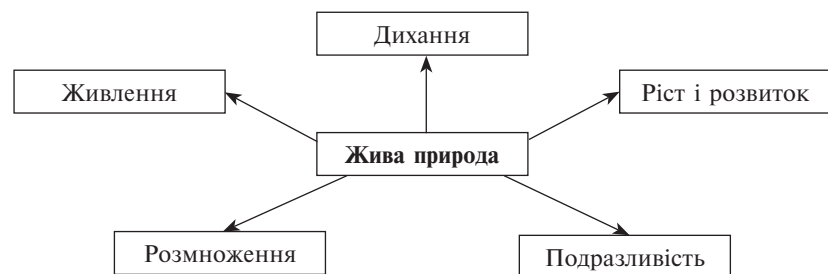 Дихання
Живлення
Ріст і розвиток
Жива природа
Розмноження
Подразливість